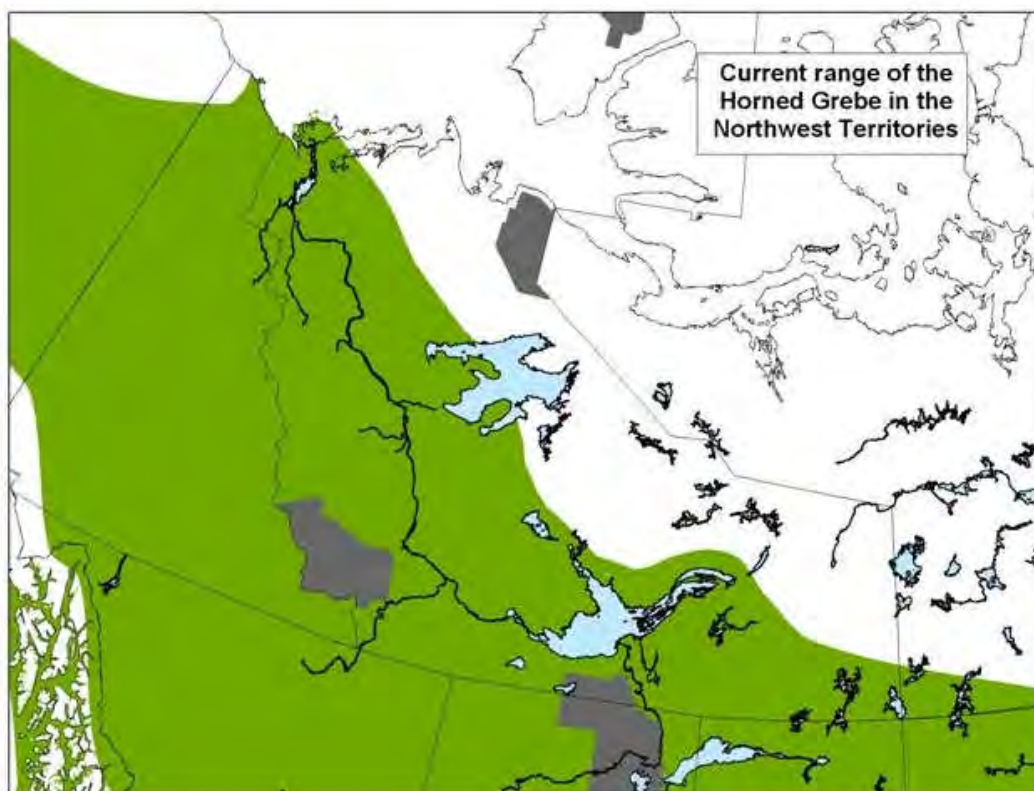 Current range of the
Horned Grebe in the
Northwest Territories